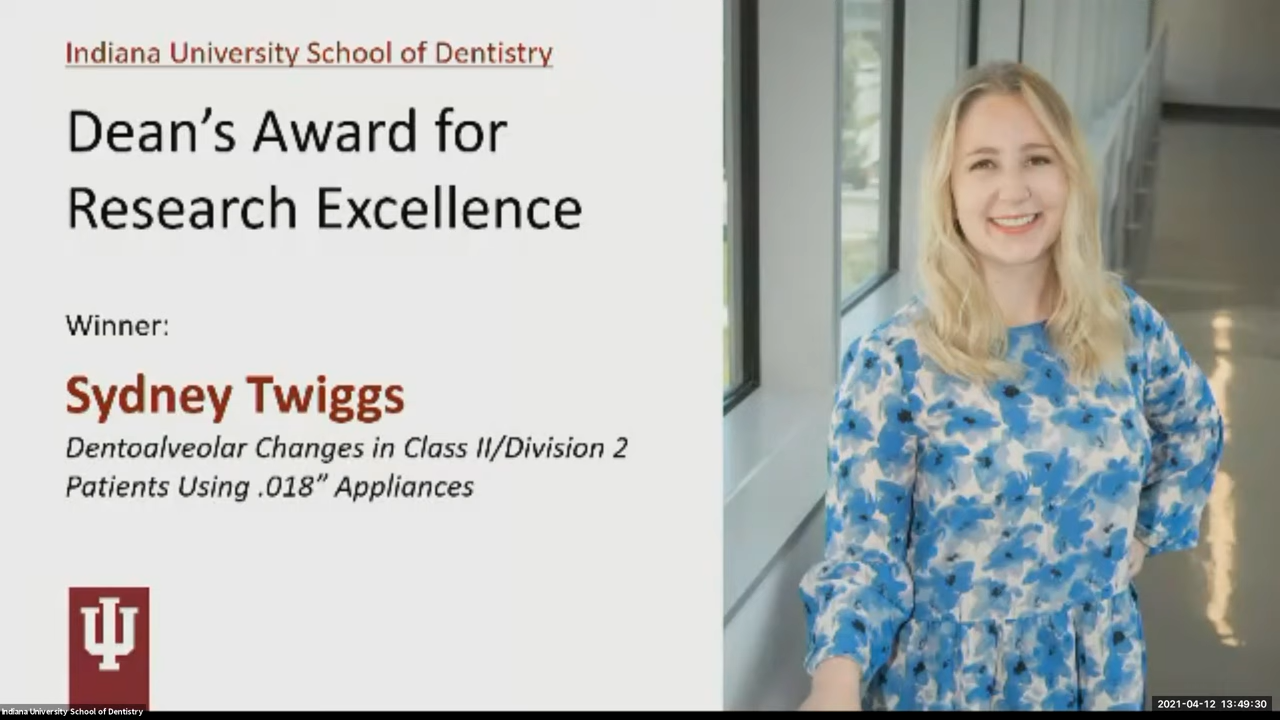 Indiana University School of Dentistry
Dean’s Award for
Research Excellence
Winner:
Sydney Twiggs
Dentoalveolar Changes in Class II/Division 2
Patients Using .018” Appliances
Indiana University School of Dentistry
2021-04-12 13:49:30